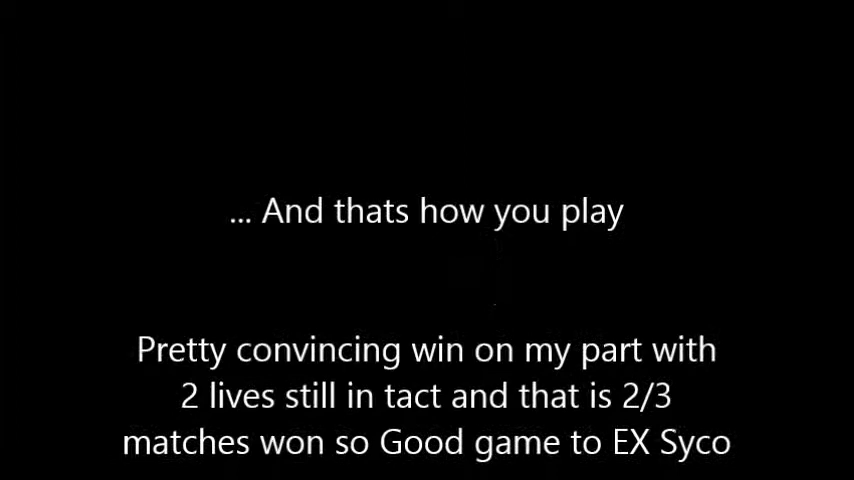 ... And thats how you play
Pretty convincing win on my part with
2 lives still in tact and that is 2/3
matches won so Good game to EX Syco